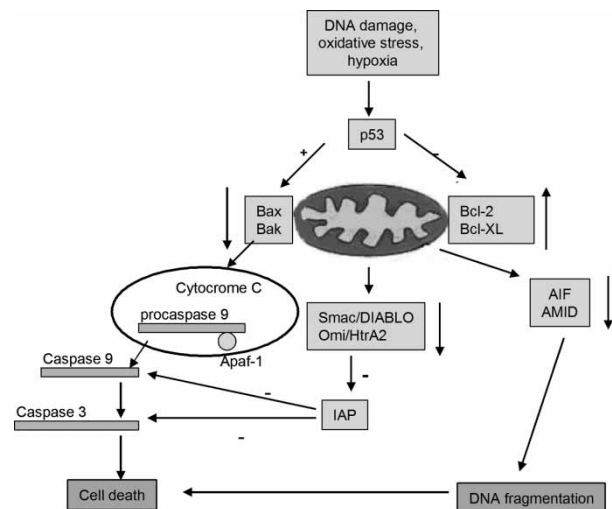 DNA damage,
oxidative stress,
hypoxia
p53
+
-
Bax
Bak
Bcl-2
Bcl-XL
Cytocrome C
procaspase 9
Apaf-1
Smac/DIABLO
Omi/HtrA2
AIF
AMID
-
Caspase 9
-
IAP
Caspase 3
-
Cell death
DNA fragmentation